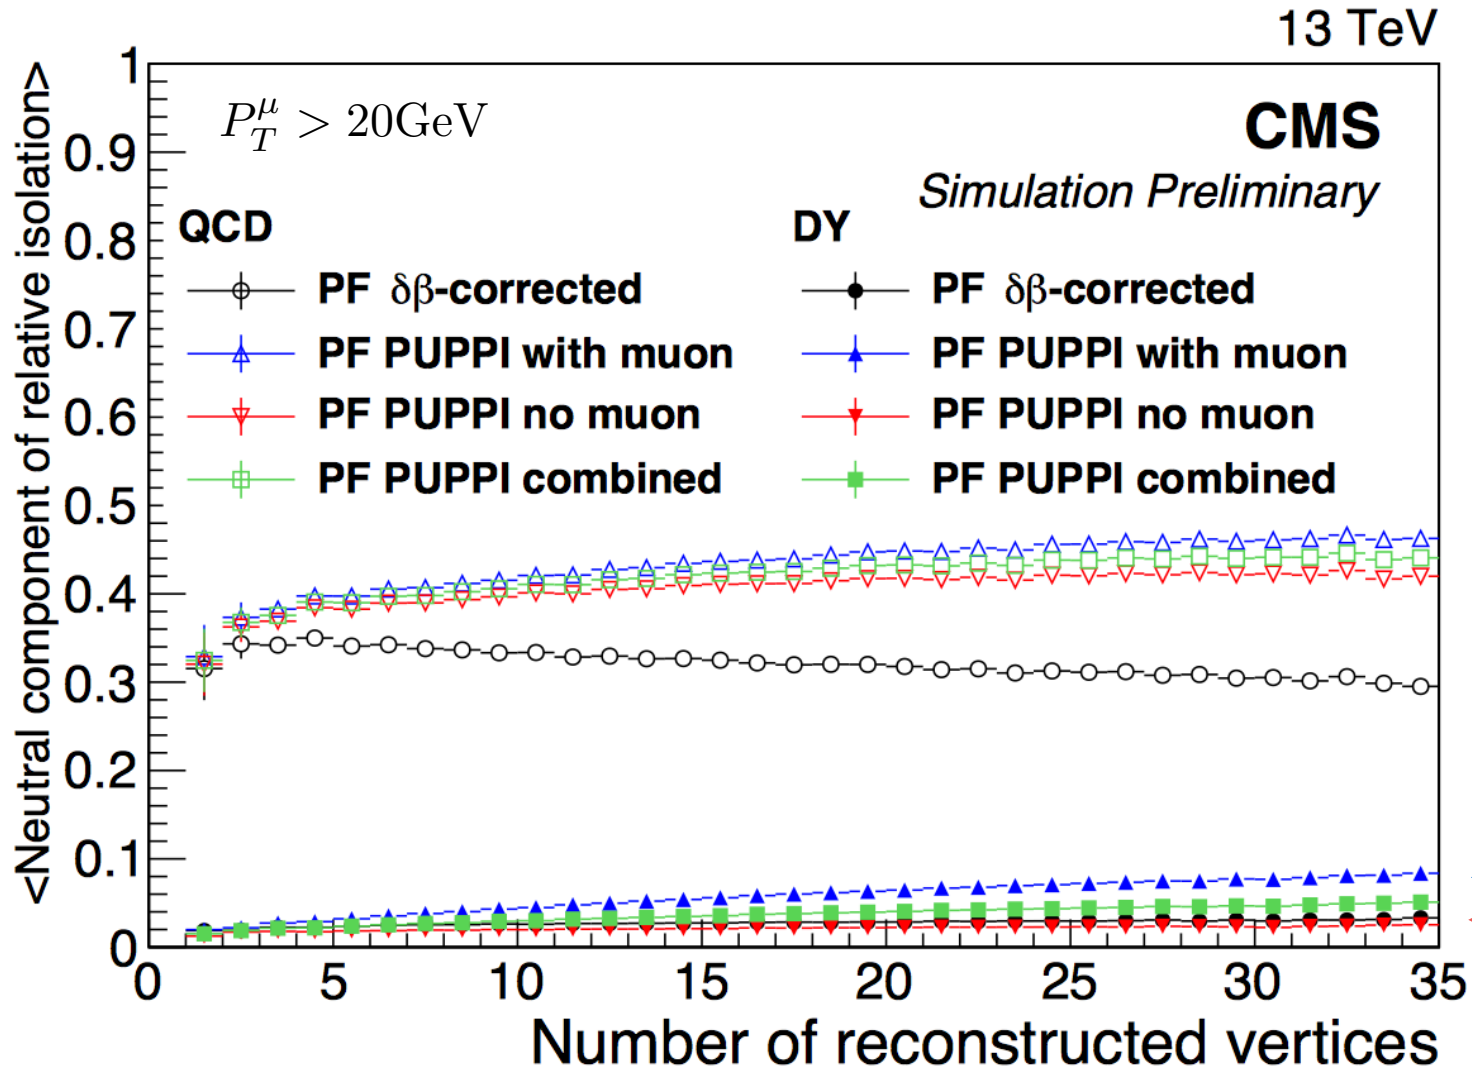 13 TeV
P_T^μ > 20GeV
CMS
Simulation Preliminary
QCD
PF δβ-corrected
PF PUPPI with muon
PF PUPPI no muon
PF PUPPI combined
DY
PF δβ-corrected
PF PUPPI with muon
PF PUPPI no muon
PF PUPPI combined
<Neutral component of relative isolation>
1
0.9
0.8
0.7
0.6
0.5
0.4
0.3
0.2
0.1
0
0 5 10 15 20 25 30 35
Number of reconstructed vertices